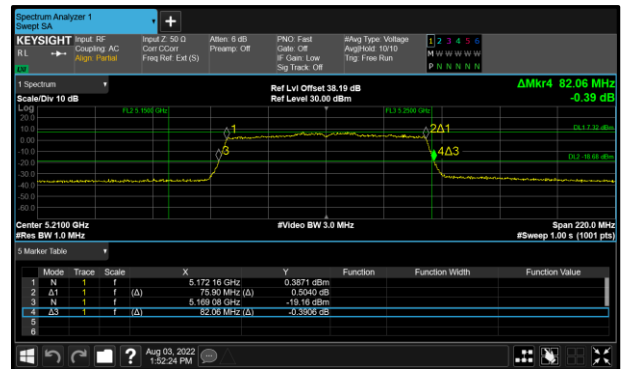 Spectrum Analyzer 1
Swept SA
+
KEYSIGHT Input: RF Input Z: 50 Ω Atten: 6 dB PNO: Fast #Avg Type: Voltage 1 2 3 4 5 6
RL Coupling: AC Corr CCorr Preamp: Off Gate: Off Avg|Hold: 10/10 M W W W W W
Align: Partial Freq Ref: Ext (S) IF Gain: Low Trig: Free Run
Sig Track: Off P N N N N N
1 Spectrum Ref Lvl Offset 38.19 dB ΔMkr4 82.06 MHz
Scale/Div 10 dB Ref Level 30.00 dBm -0.39 dB
Log
FL2 5.1500 GHz FL3 5.2500 GHz
20.0
10.0
0.00
-10.0
-20.0
-30.0
-40.0
-50.0
-60.0
1
2Δ1
3
4Δ3
DL1 7.32 dBm
DL2 -18.68 dBm
Center 5.2100 GHz #Video BW 3.0 MHz Span 220.0 MHz
#Res BW 1.0 MHz #Sweep 1.00 s (1001 pts)
5 Marker Table
Mode Trace Scale X Y Function Function Width Function Value
1 N 1 f 5.172 16 GHz 0.3871 dBm
2 Δ1 1 f (Δ) 75.90 MHz (Δ) 0.5040 dB
3 N 1 f 5.169 08 GHz -19.16 dBm
4 Δ3 1 f (Δ) 82.06 MHz (Δ) -0.3906 dB
5
6
? Aug 03, 2022
1:52:24 PM